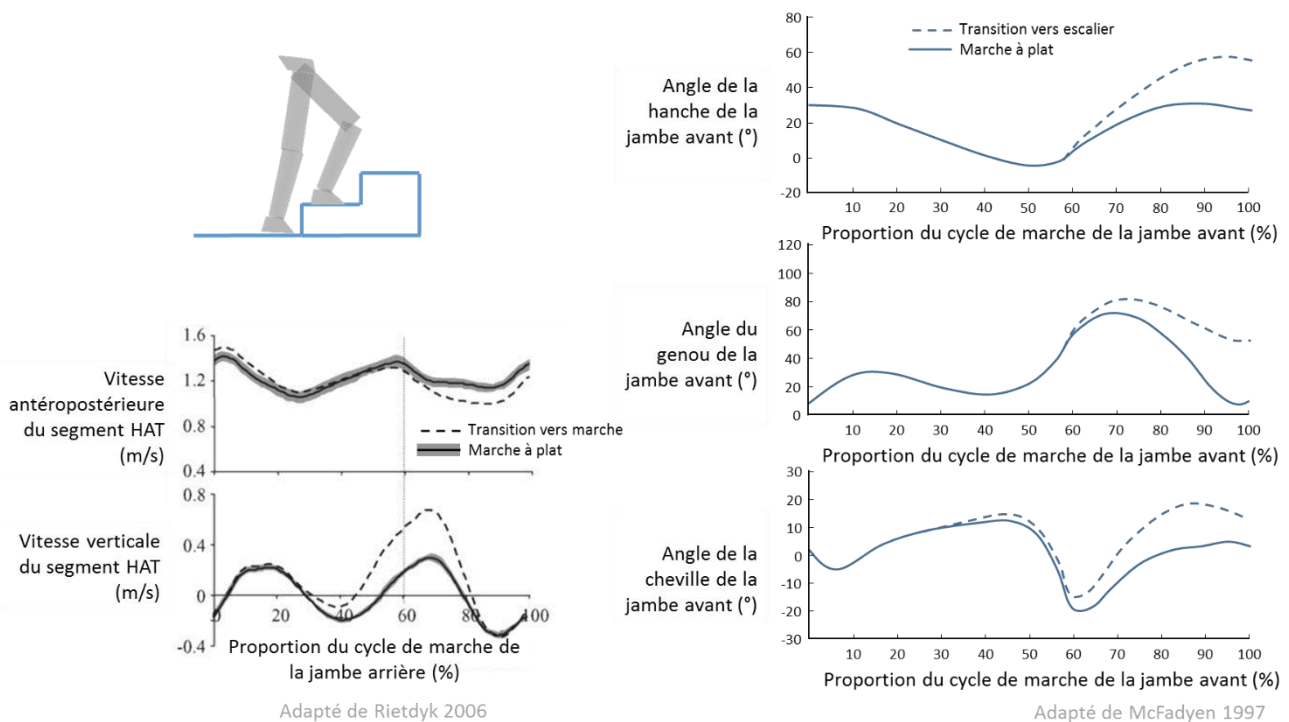 Vitesse
antéropostérieure
du segment HAT
(m/s)
1.6
1.2
0.8
0.4
Transition vers marche
Marche à plat
Vitesse verticale
du segment HAT
(m/s)
0.8
0.4
0
-0.4
0 20 40 60 80 100
Proportion du cycle de marche de
la jambe arrière (%)
Adapté de Rietdyk 2006
Angle de la
hanche de la
jambe avant (°)
80
60
40
20
0
-20
Transition vers escalier
Marche à plat
10 20 30 40 50 60 70 80 90 100
Proportion du cycle de marche de la jambe avant (%)
Angle du
genou de la
jambe avant (°)
120
100
80
60
40
20
0
10 20 30 40 50 60 70 80 90 100
Proportion du cycle de marche de la jambe avant (%)
Angle de la
cheville de la
jambe avant (°)
30
20
10
0
-10
-20
-30
10 20 30 40 50 60 70 80 90 100
Proportion du cycle de marche de la jambe avant (%)
Adapté de McFadyen 1997